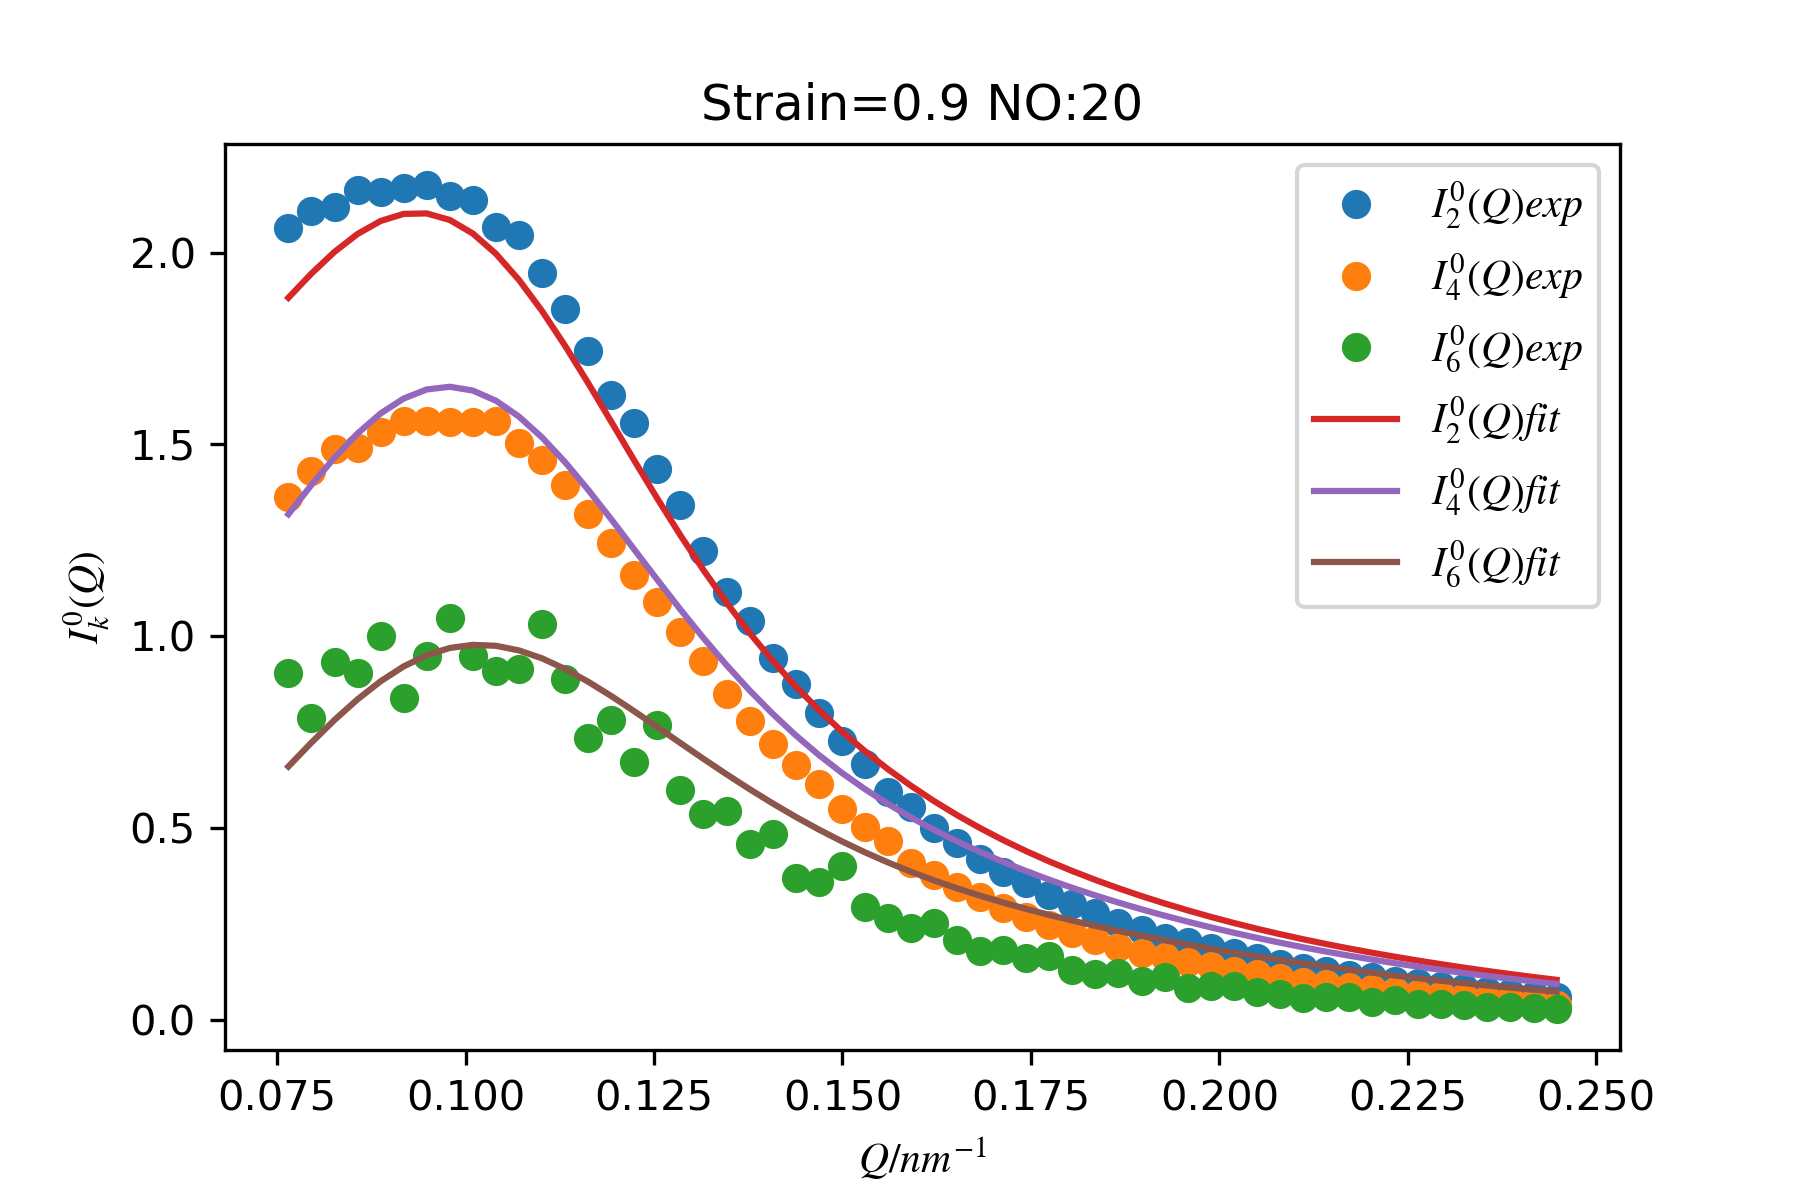 Strain=0.9 NO:20
I_k^0(Q)
2.0
1.5
1.0
0.5
0.0
I_2^0(Q)exp
I_4^0(Q)exp
I_6^0(Q)exp
I_2^0(Q)fit
I_4^0(Q)fit
I_6^0(Q)fit
0.075 0.100 0.125 0.150 0.175 0.200 0.225 0.250
Q/nm⁻¹